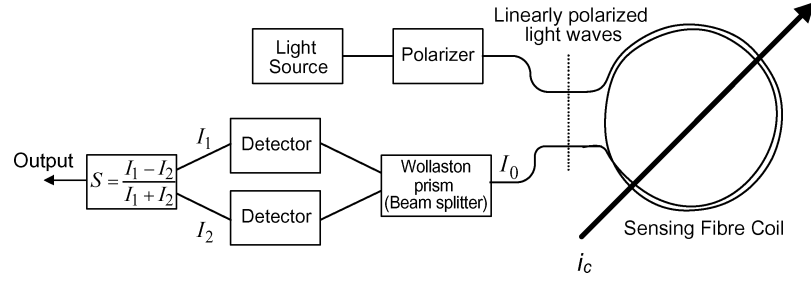 Linearly polarized
light waves
Light
Source
Polarizer
I₁
Detector
Output
S = (I₁ − I₂) / (I₁ + I₂)
Wollaston
prism
(Beam splitter)
I₀
Detector
I₂
Sensing Fibre Coil
i_c